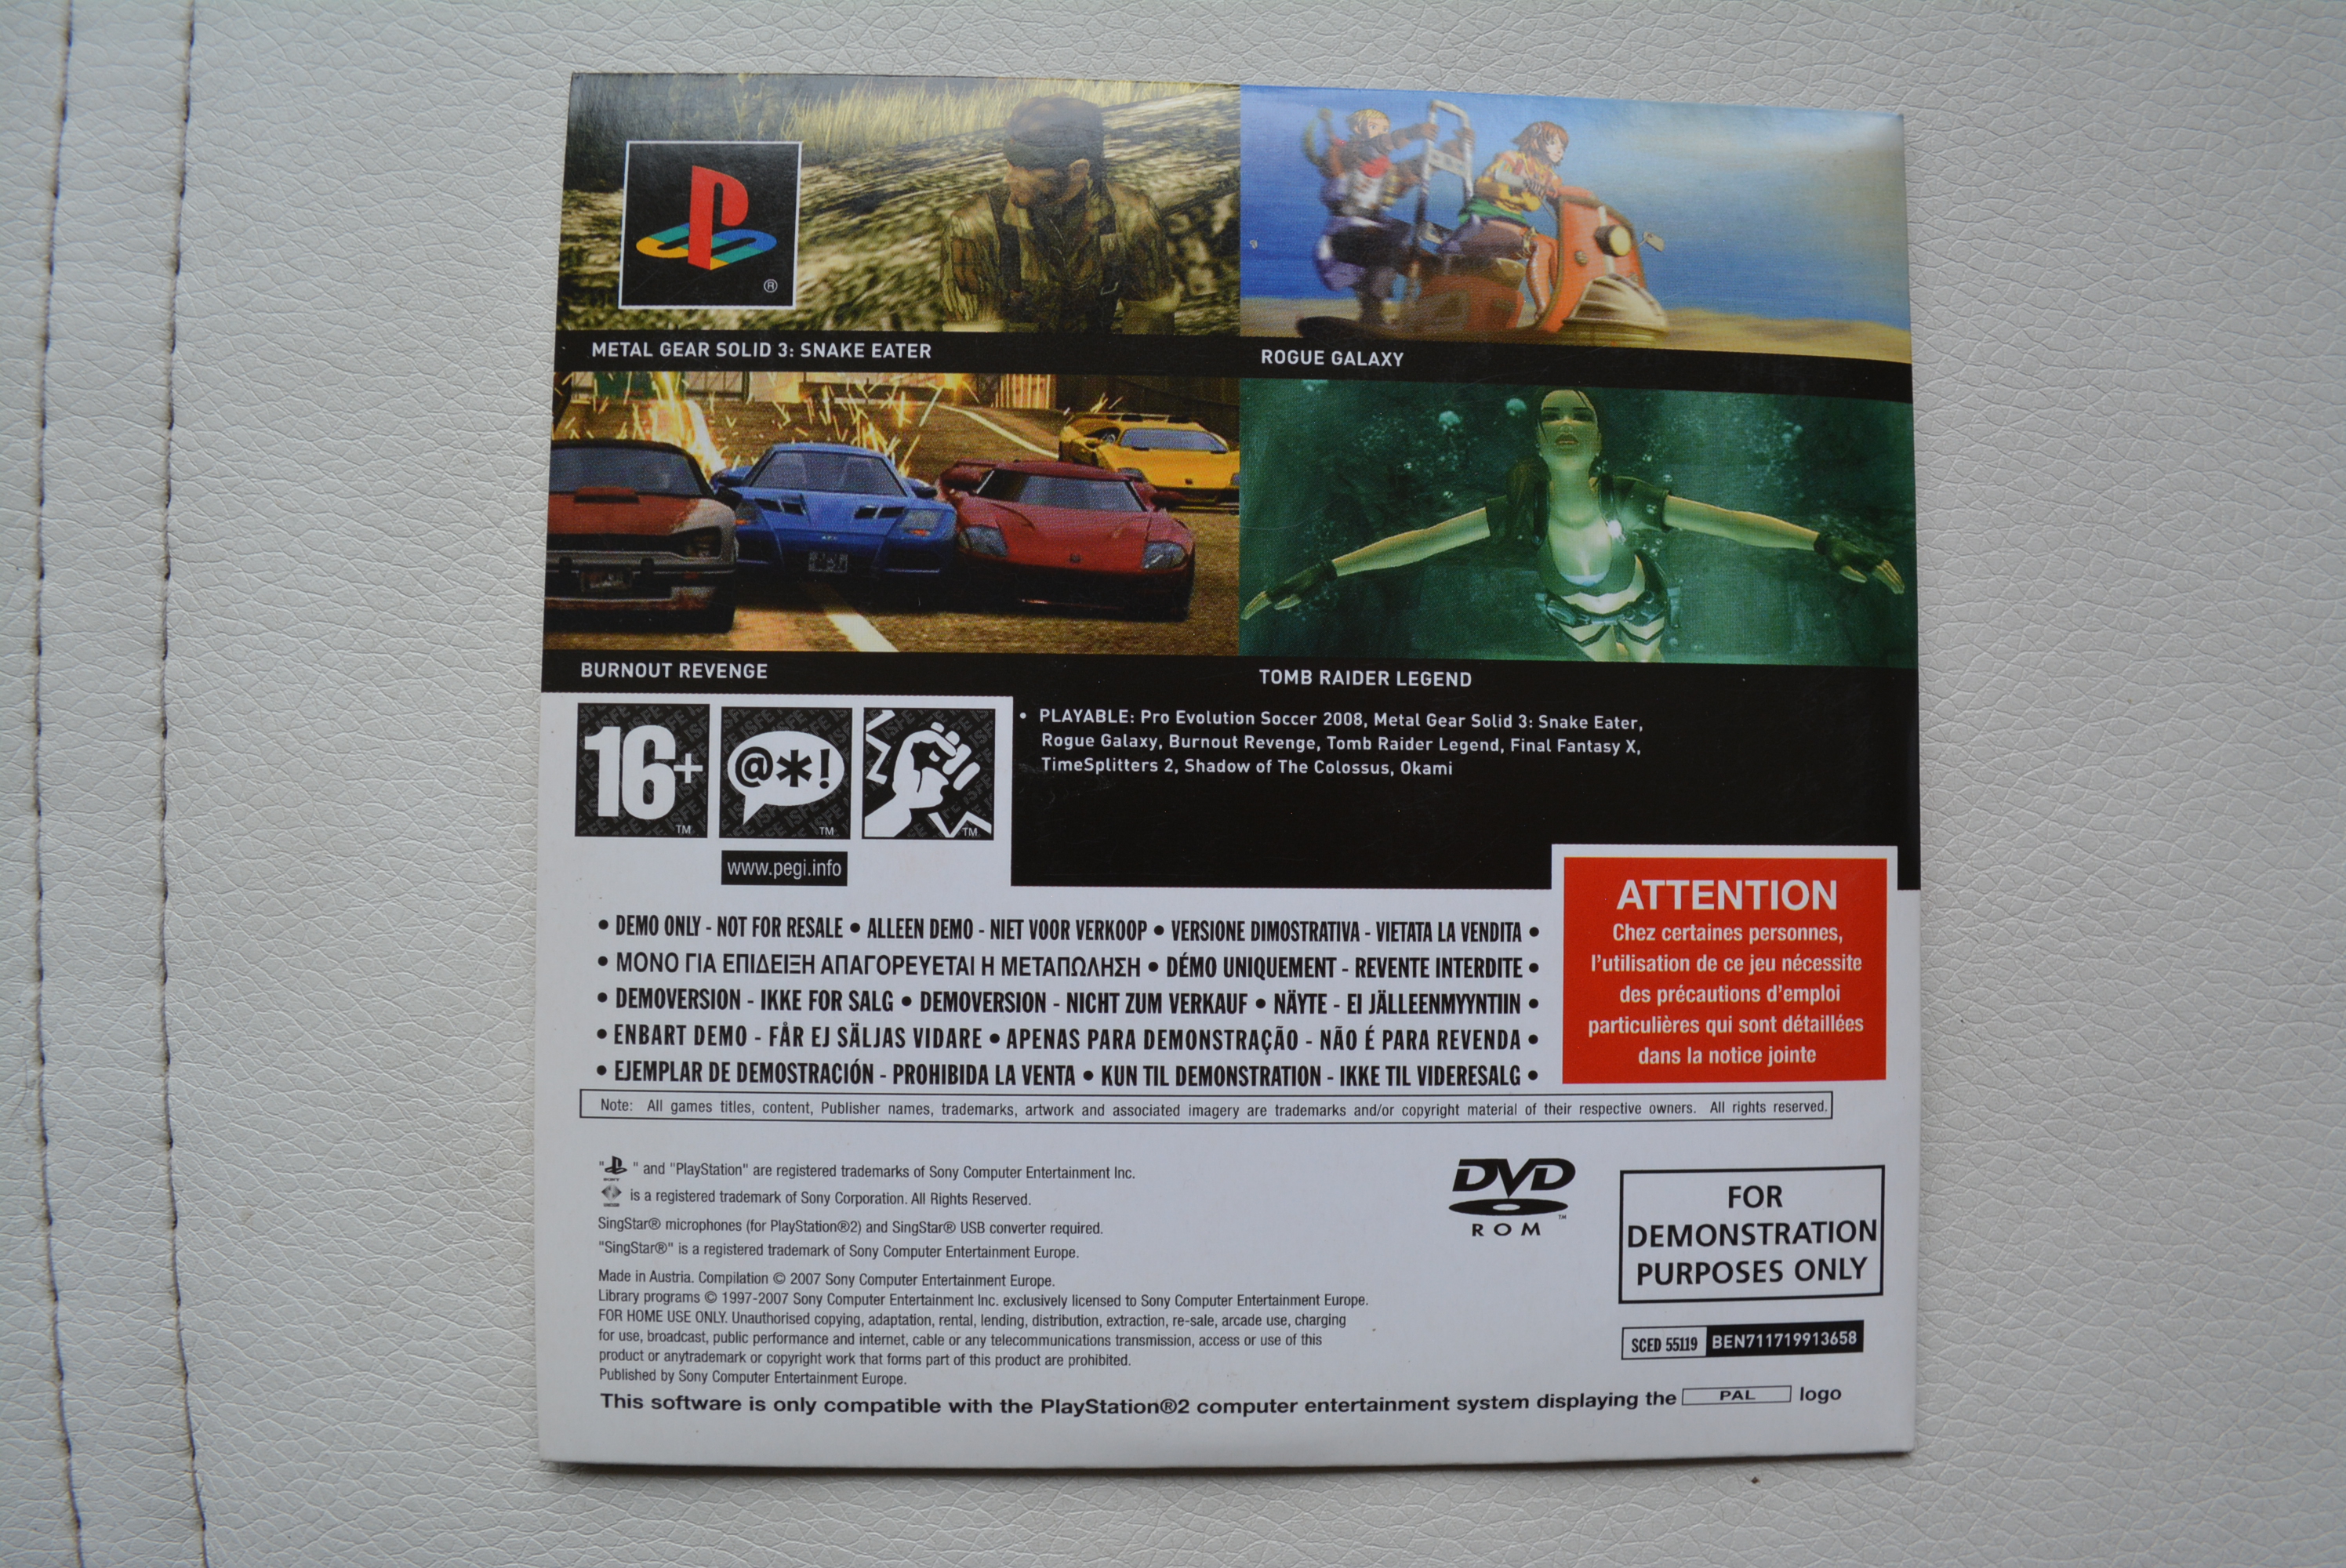 ®
METAL GEAR SOLID 3: SNAKE EATER
ROGUE GALAXY
BURNOUT REVENGE
TOMB RAIDER LEGEND
16+
TM
@*!
TM
TM
www.pegi.info
• PLAYABLE: Pro Evolution Soccer 2008, Metal Gear Solid 3: Snake Eater,
Rogue Galaxy, Burnout Revenge, Tomb Raider Legend, Final Fantasy X,
TimeSplitters 2, Shadow of The Colossus, Okami
ATTENTION
Chez certaines personnes,
l'utilisation de ce jeu nécessite
des précautions d'emploi
particulières qui sont détaillées
dans la notice jointe
• DEMO ONLY - NOT FOR RESALE • ALLEEN DEMO - NIET VOOR VERKOOP • VERSIONE DIMOSTRATIVA - VIETATA LA VENDITA •
• ΜΟΝΟ ΓΙΑ ΕΠΙΔΕΙΞΗ ΑΠΑΓΟΡΕΥΕΤΑΙ Η ΜΕΤΑΠΩΛΗΣΗ • DÉMO UNIQUEMENT - REVENTE INTERDITE •
• DEMOVERSION - IKKE FOR SALG • DEMOVERSION - NICHT ZUM VERKAUF • NÄYTE - EI JÄLLEENMYYNTIIN •
• ENBART DEMO - FÅR EJ SÄLJAS VIDARE • APENAS PARA DEMONSTRAÇÃO - NÃO É PARA REVENDA •
• EJEMPLAR DE DEMOSTRACIÓN - PROHIBIDA LA VENTA • KUN TIL DEMONSTRATION - IKKE TIL VIDERESALG •
Note: All games titles, content, Publisher names, trademarks, artwork and associated imagery are trademarks and/or copyright material of their respective owners. All rights reserved.
" " and "PlayStation" are registered trademarks of Sony Computer Entertainment Inc.
is a registered trademark of Sony Corporation. All Rights Reserved.
SingStar® microphones (for PlayStation®2) and SingStar® USB converter required.
"SingStar®" is a registered trademark of Sony Computer Entertainment Europe.
Made in Austria. Compilation © 2007 Sony Computer Entertainment Europe.
Library programs © 1997-2007 Sony Computer Entertainment Inc. exclusively licensed to Sony Computer Entertainment Europe.
FOR HOME USE ONLY. Unauthorised copying, adaptation, rental, lending, distribution, extraction, re-sale, arcade use, charging
for use, broadcast, public performance and internet, cable or any telecommunications transmission, access or use of this
product or anytrademark or copyright work that forms part of this product are prohibited.
Published by Sony Computer Entertainment Europe.
DVD
ROM
TM
FOR
DEMONSTRATION
PURPOSES ONLY
SCED 55119 BEN711719913658
This software is only compatible with the PlayStation®2 computer entertainment system displaying the PAL logo